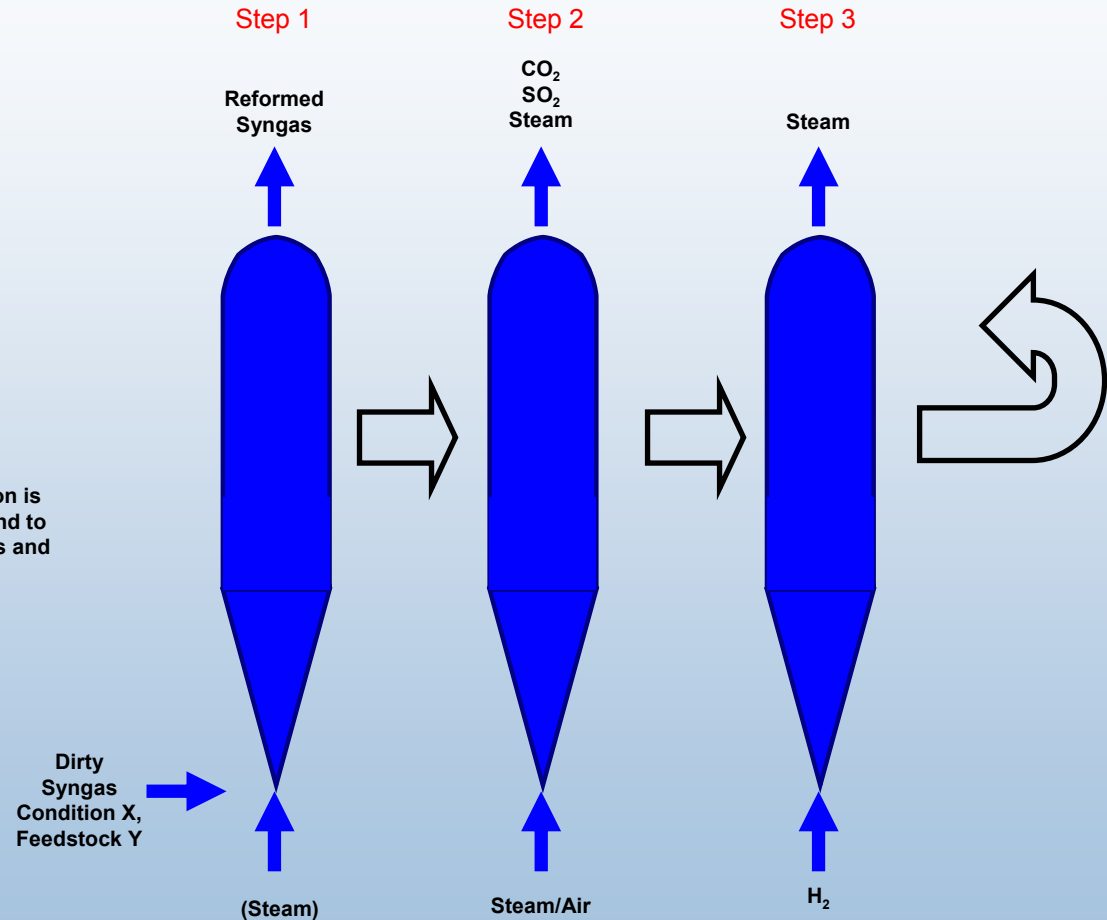 Step 1
Step 2
Step 3
Reformed
Syngas
CO₂
SO₂
Steam
Steam
on is
nd to
s and
Dirty
Syngas
Condition X,
Feedstock Y
(Steam)
Steam/Air
H₂